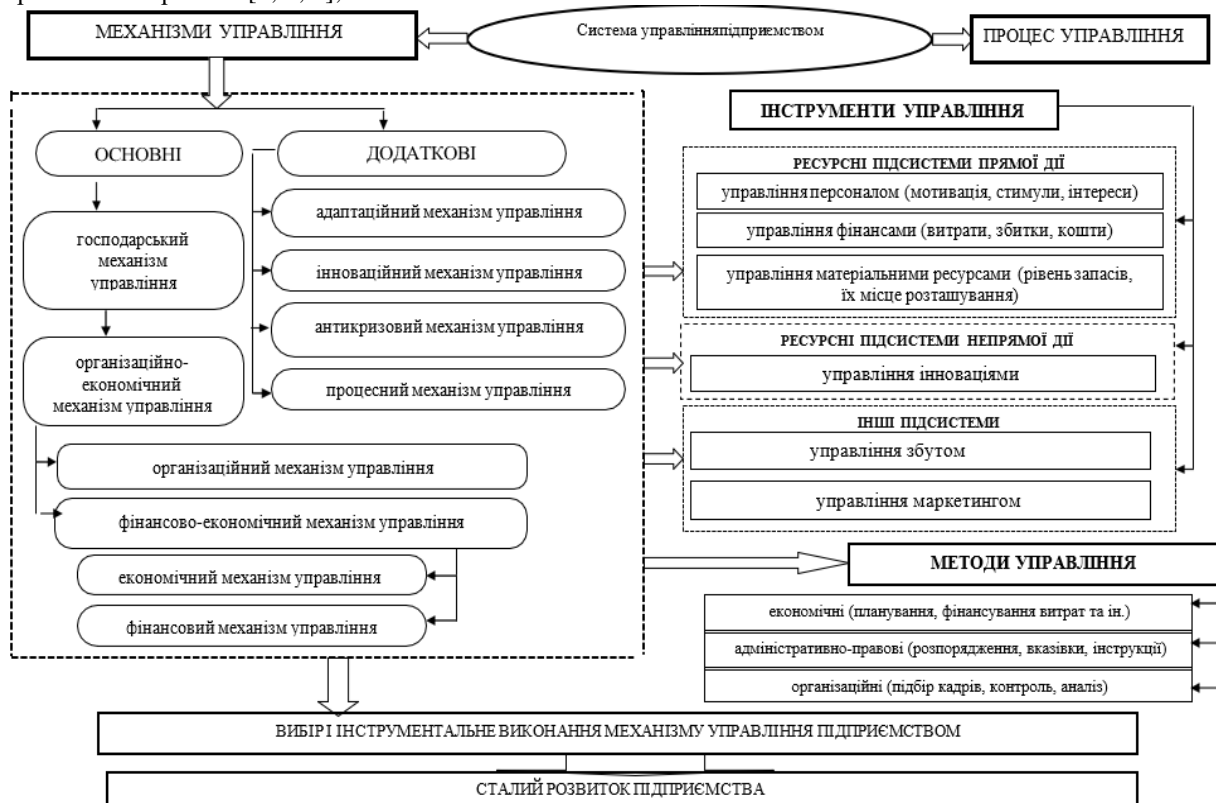 МЕХАНІЗМИ УПРАВЛІННЯ
Система управлінняпідприємством
ПРОЦЕС УПРАВЛІННЯ
ОСНОВНІ
ДОДАТКОВІ
господарський
механізм
управління
організаційно-
економічний
механізм управління
адаптаційний механізм управління
інноваційний механізм управління
антикризовий механізм управління
процесний механізм управління
організаційний механізм управління
фінансово-економічний механізм управління
економічний механізм управління
фінансовий механізм управління
ІНСТРУМЕНТИ УПРАВЛІННЯ
РЕСУРСНІ ПІДСИСТЕМИ ПРЯМОЇ ДІЇ
управління персоналом (мотивація, стимули, інтереси)
управління фінансами (витрати, збитки, кошти)
управління матеріальними ресурсами (рівень запасів,
їх місце розташування)
РЕСУРСНІ ПІДСИСТЕМИ НЕПРЯМОЇ ДІЇ
управління інноваціями
ІНШІ ПІДСИСТЕМИ
управління збутом
управління маркетингом
МЕТОДИ УПРАВЛІННЯ
економічні (планування, фінансування витрат та ін.)
адміністративно-правові (розпорядження, вказівки, інструкції)
організаційні (підбір кадрів, контроль, аналіз)
ВИБІР І ІНСТРУМЕНТАЛЬНЕ ВИКОНАННЯ МЕХАНІЗМУ УПРАВЛІННЯ ПІДПРИЄМСТВОМ
СТАЛИЙ РОЗВИТОК ПІДПРИЄМСТВА